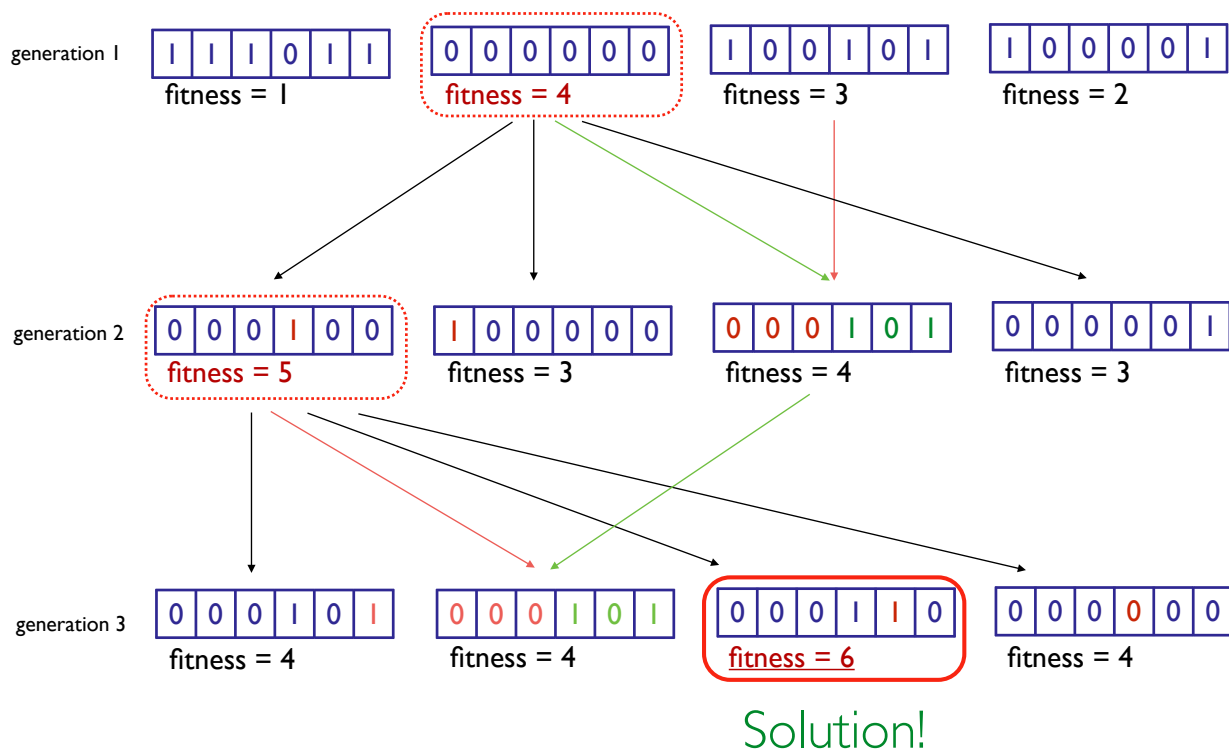 generation 1
1 1 1 0 1 1
0 0 0 0 0 0
1 0 0 1 0 1
1 0 0 0 0 1
fitness = 1
fitness = 4
fitness = 3
fitness = 2
generation 2
0 0 0 1 0 0
1 0 0 0 0 0
0 0 0 1 0 1
0 0 0 0 0 1
fitness = 5
fitness = 3
fitness = 4
fitness = 3
generation 3
0 0 0 1 0 1
0 0 0 1 0 1
0 0 0 1 1 0
0 0 0 0 0 0
fitness = 4
fitness = 4
fitness = 6
fitness = 4
Solution!